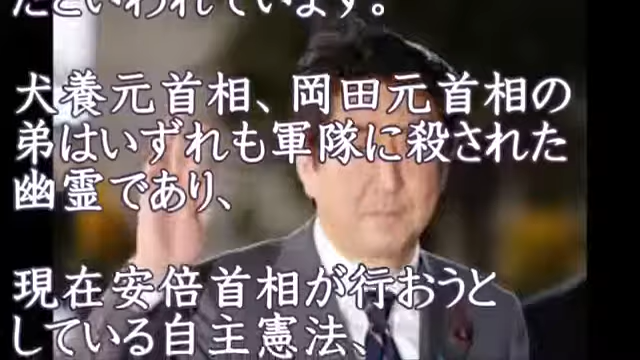 だといわれています。
犬養元首相、岡田元首相の
弟はいずれも軍隊に殺された
幽霊であり、
現在安倍首相が行おうと
している自主憲法、